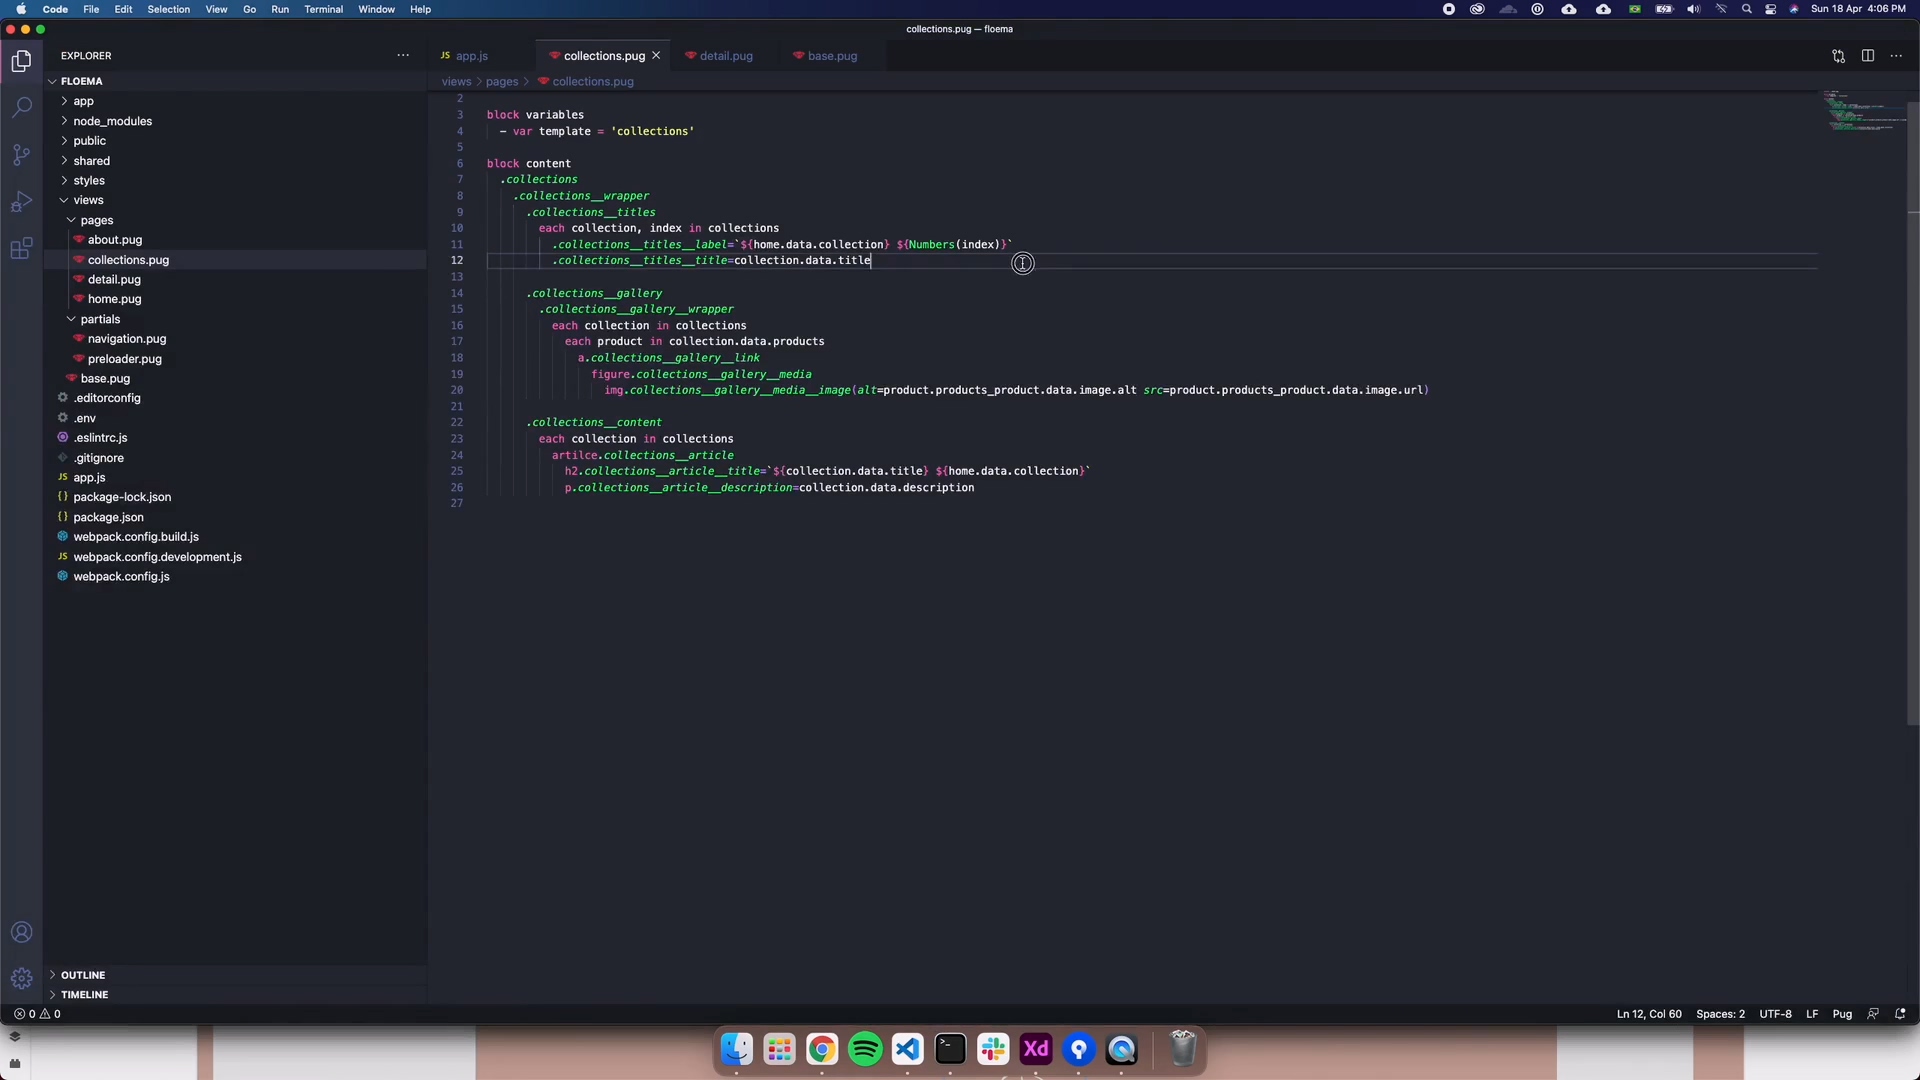 Code File Edit Selection View Go Run Terminal Window Help Sun 18 Apr 4:06 PM
collections.pug — floema
EXPLORER
FLOEMA
app
node_modules
public
shared
styles
views
pages
about.pug
collections.pug
detail.pug
home.pug
partials
navigation.pug
preloader.pug
base.pug
.editorconfig
.env
.eslintrc.js
.gitignore
JS app.js
{} package-lock.json
{} package.json
webpack.config.build.js
JS webpack.config.development.js
webpack.config.js
OUTLINE
TIMELINE
JS app.js collections.pug detail.pug base.pug
views > pages > collections.pug
2
3 block variables
4 - var template = 'collections'
5
6 block content
7 .collections
8 .collections__wrapper
9 .collections__titles
10 each collection, index in collections
11 .collections__titles__label=`${home.data.collection} ${Numbers(index)}`
12 .collections__titles__title=collection.data.title
13
14 .collections__gallery
15 .collections__gallery__wrapper
16 each collection in collections
17 each product in collection.data.products
18 a.collections__gallery__link
19 figure.collections__gallery__media
20 img.collections__gallery__media__image(alt=product.products_product.data.image.alt src=product.products_product.data.image.url)
21
22 .collections__content
23 each collection in collections
24 artilce.collections__article
25 h2.collections__article__title=`${collection.data.title} ${home.data.collection}`
26 p.collections__article__description=collection.data.description
27
0 0 Ln 12, Col 60 Spaces: 2 UTF-8 LF Pug
Xd